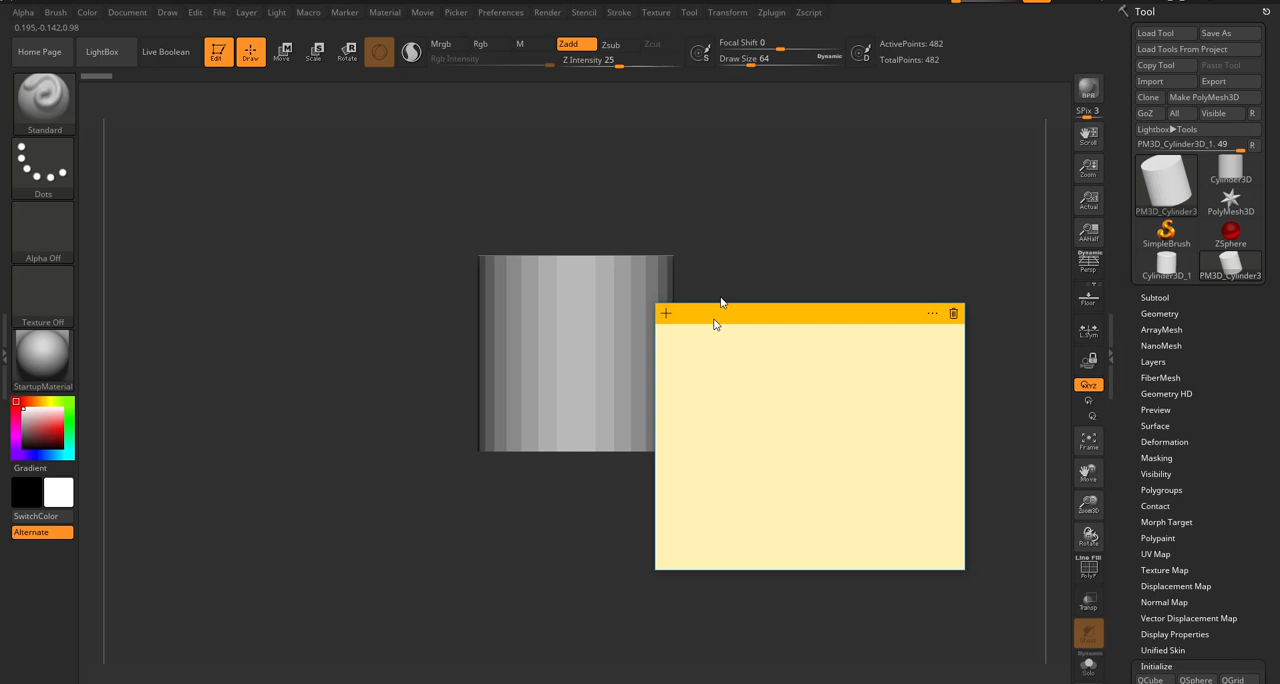 Alpha Brush Color Document Draw Edit File Layer Light Macro Marker Material Movie Picker Preferences Render Stencil Stroke Texture Tool Transform Zplugin Zscript
0.195,-0.142,0.98
Home Page LightBox Live Boolean Edit Draw Move Scale Rotate
Mrgb Rgb M Zadd Zsub Zcut
Rgb Intensity Z Intensity 25
S Focal Shift 0
Draw Size 64 Dynamic
D ActivePoints: 482
TotalPoints: 482
Standard
Dots
Alpha Off
Texture Off
StartupMaterial
Gradient
SwitchColor
Alternate
BPR
SPix 3
Scroll
Zoom
Actual
AAHalf
Dynamic
Persp
Floor
L.Sym
XYZ
Y
Z
Frame
Move
Zoom3D
Rotate
Line Fill
PolyF
Transp
Ghost
Dynamic
Solo
Tool
Load Tool Save As
Load Tools From Project
Copy Tool Paste Tool
Import Export
Clone Make PolyMesh3D
GoZ All Visible R
Lightbox▶Tools
PM3D_Cylinder3D_1. 49 R
PM3D_Cylinder3 Cylinder3D
PolyMesh3D
SimpleBrush ZSphere
Cylinder3D_1 PM3D_Cylinder3
Subtool
Geometry
ArrayMesh
NanoMesh
Layers
FiberMesh
Geometry HD
Preview
Surface
Deformation
Masking
Visibility
Polygroups
Contact
Morph Target
Polypaint
UV Map
Texture Map
Displacement Map
Normal Map
Vector Displacement Map
Display Properties
Unified Skin
Initialize
QCube QSphere QGrid